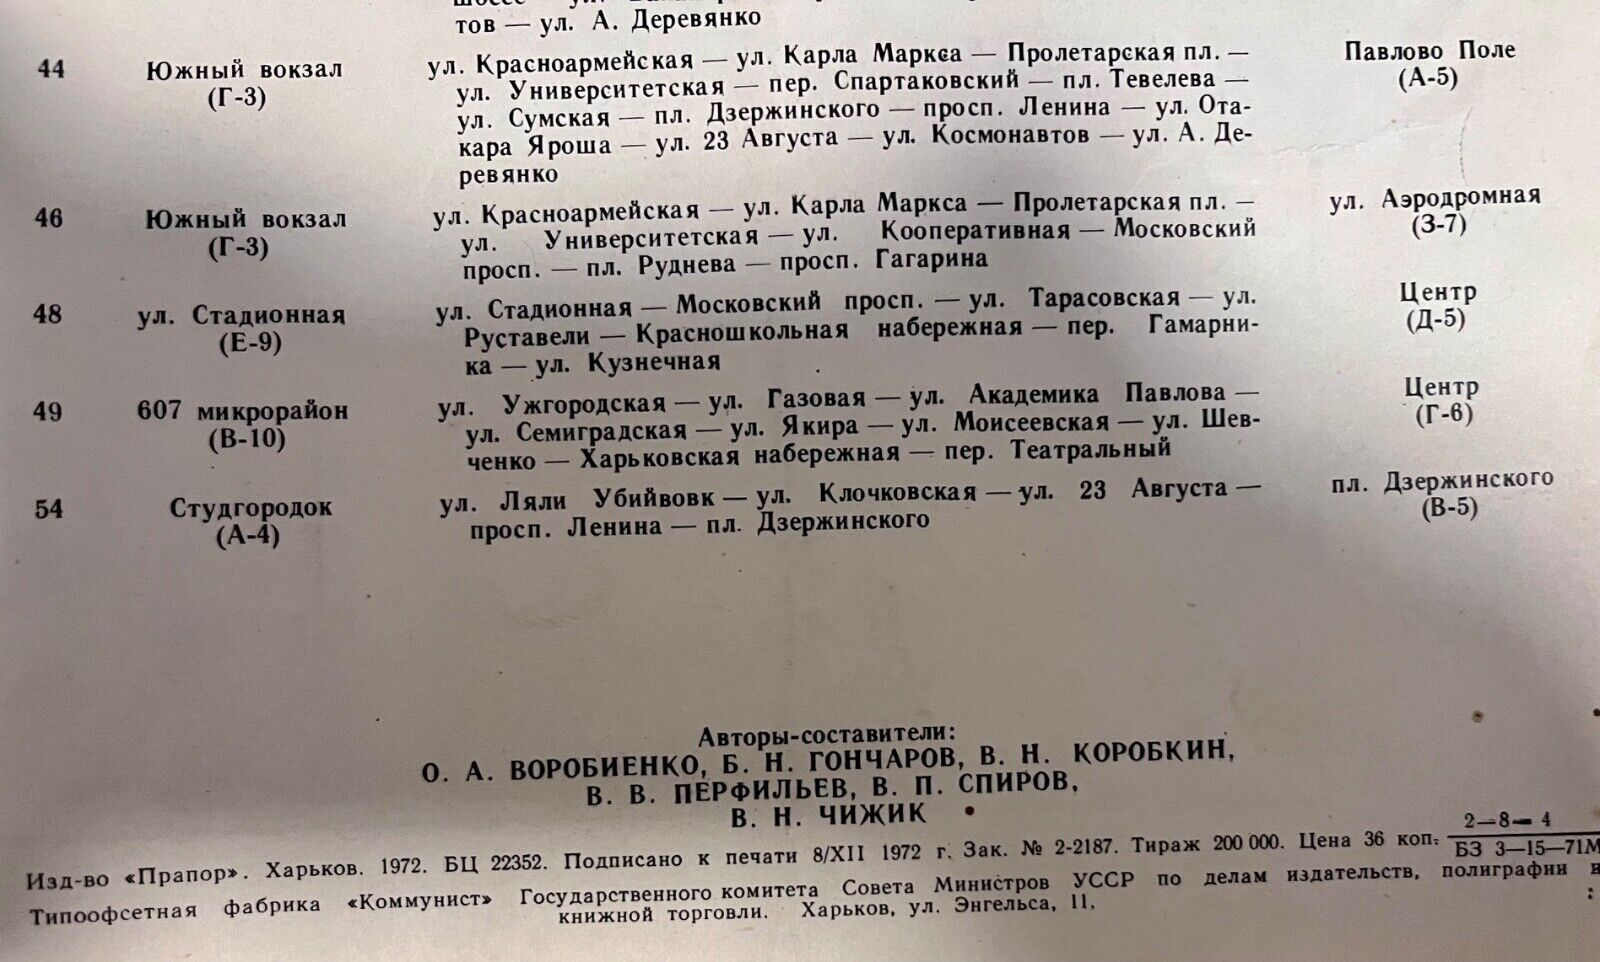 тов — ул. А. Деревянко
44 Южный вокзал ул. Красноармейская — ул. Карла Маркса — Пролетарская пл. — Павлово Поле
(Г-3) ул. Университетская — пер. Спартаковский — пл. Тевелева — (А-5)
ул. Сумская — пл. Дзержинского — просп. Ленина — ул. Ота-
кара Яроша — ул. 23 Августа — ул. Космонавтов — ул. А. Де-
ревянко
46 Южный вокзал ул. Красноармейская — ул. Карла Маркса — Пролетарская пл. — ул. Аэродромная
(Г-3) ул. Университетская — ул. Кооперативная — Московский (З-7)
просп. — пл. Руднева — просп. Гагарина
48 ул. Стадионная ул. Стадионная — Московский просп. — ул. Тарасовская — ул. Центр
(Е-9) Руставели — Красношкольная набережная — пер. Гамарни- (Д-5)
ка — ул. Кузнечная
49 607 микрорайон ул. Ужгородская — ул. Газовая — ул. Академика Павлова — Центр
(В-10) ул. Семиградская — ул. Якира — ул. Моисеевская — ул. Шев- (Г-6)
ченко — Харьковская набережная — пер. Театральный
54 Студгородок ул. Ляли Убийвовк — ул. Клочковская — ул. 23 Августа — пл. Дзержинского
(А-4) просп. Ленина — пл. Дзержинского (В-5)
Авторы-составители:
О. А. ВОРОБИЕНКО, Б. Н. ГОНЧАРОВ, В. Н. КОРОБКИН,
В. В. ПЕРФИЛЬЕВ, В. П. СПИРОВ,
В. Н. ЧИЖИК
Изд-во «Прапор». Харьков. 1972. БЦ 22352. Подписано к печати 8/XII 1972 г. Зак. № 2-2187. Тираж 200 000. Цена 36 коп. 2—8—4
БЗ 3—15—71М
Типоофсетная фабрика «Коммунист» Государственного комитета Совета Министров УССР по делам издательств, полиграфии и
книжной торговли. Харьков, ул. Энгельса, 11.